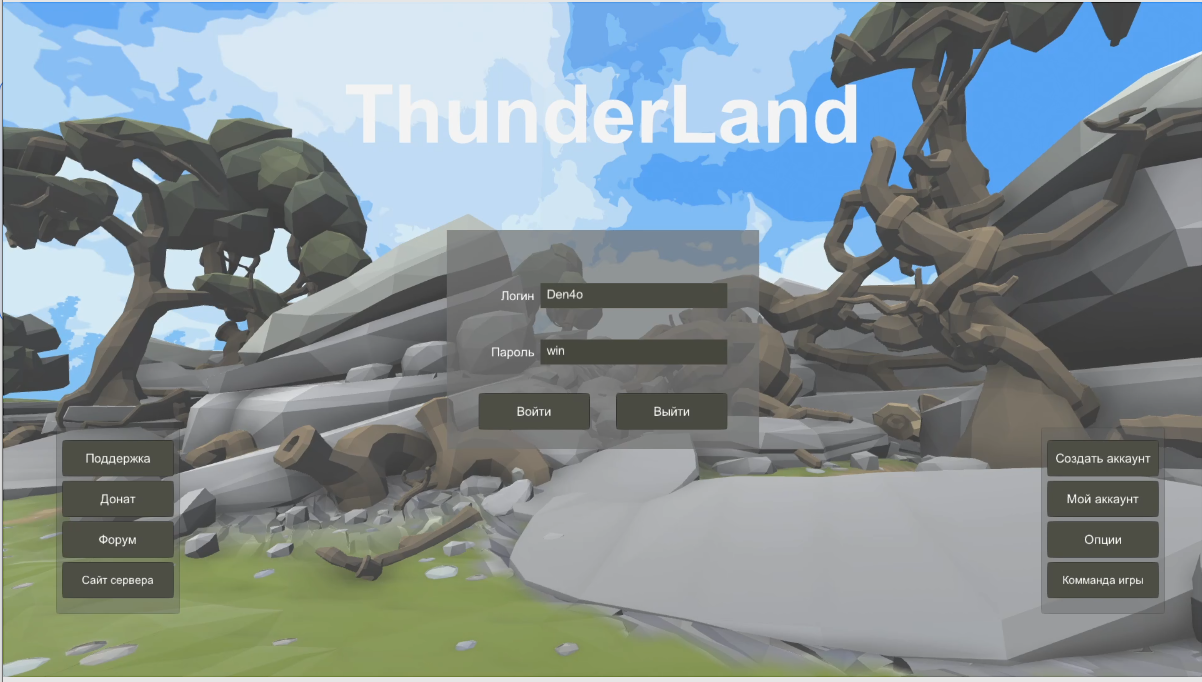 ThunderLand
Логин Den4o
Пароль win
Войти Выйти
Поддержка
Донат
Форум
Сайт сервера
Создать аккаунт
Мой аккаунт
Опции
Комманда игры